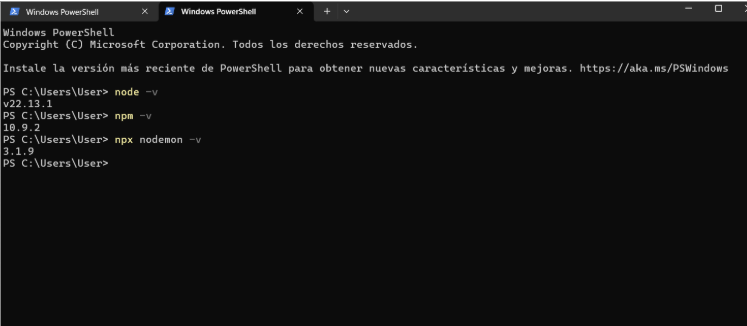 Windows PowerShell
Windows PowerShell
Windows PowerShell
Copyright (C) Microsoft Corporation. Todos los derechos reservados.
Instale la versión más reciente de PowerShell para obtener nuevas características y mejoras. https://aka.ms/PSWindows
PS C:\Users\User> node -v
v22.13.1
PS C:\Users\User> npm -v
10.9.2
PS C:\Users\User> npx nodemon -v
3.1.9
PS C:\Users\User>